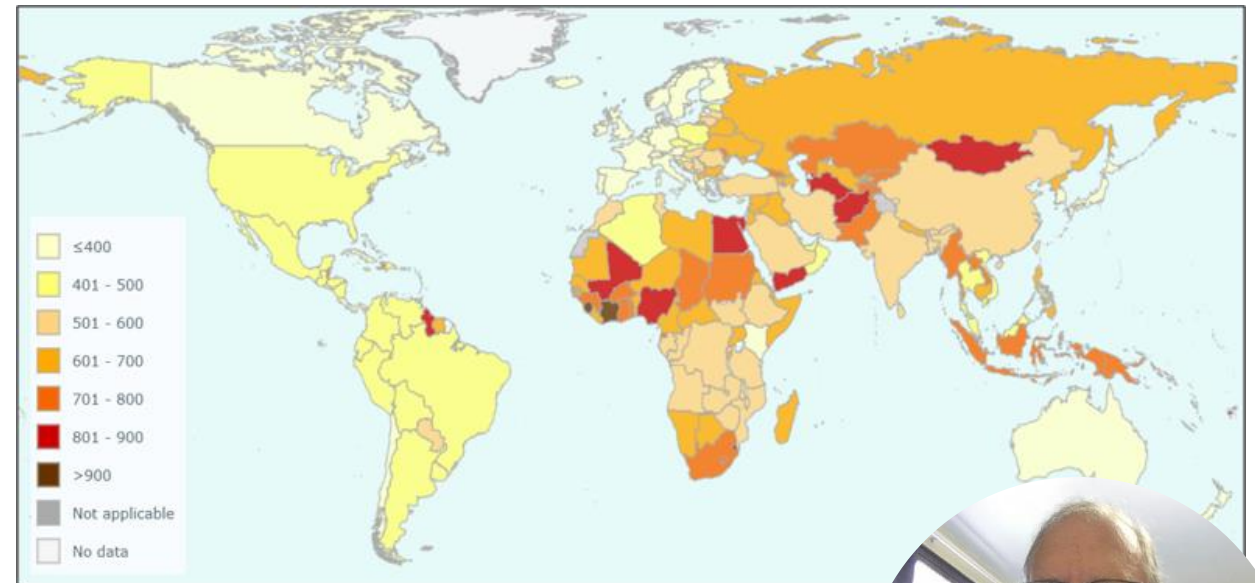 ≤400
401 - 500
501 - 600
601 - 700
701 - 800
801 - 900
>900
Not applicable
No data